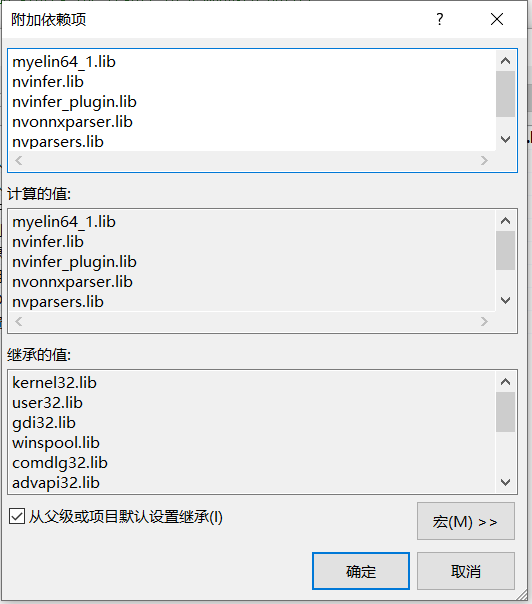 附加依赖项
?
myelin64_1.lib
nvinfer.lib
nvinfer_plugin.lib
nvonnxparser.lib
nvparsers.lib
计算的值:
myelin64_1.lib
nvinfer.lib
nvinfer_plugin.lib
nvonnxparser.lib
nvparsers.lib
继承的值:
kernel32.lib
user32.lib
gdi32.lib
winspool.lib
comdlg32.lib
advapi32.lib
从父级或项目默认设置继承(I)
宏(M) >>
确定
取消